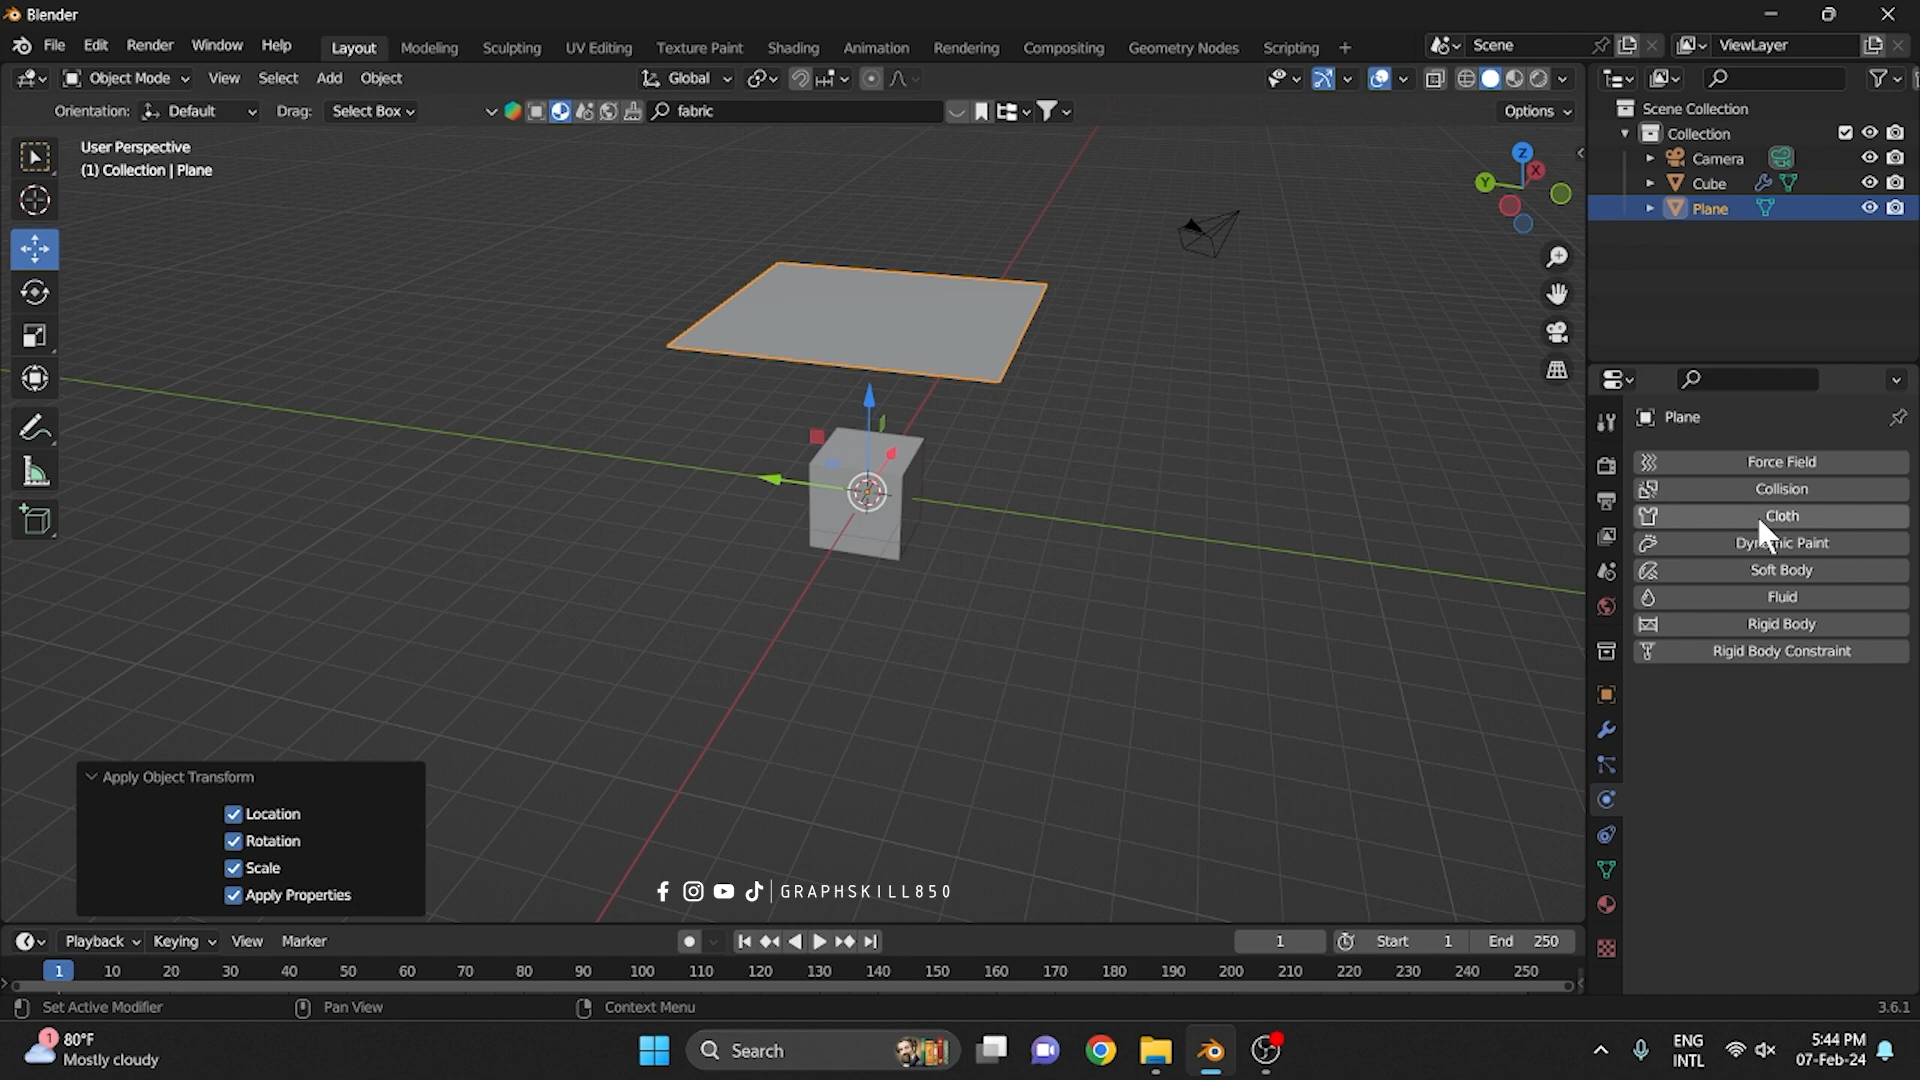 Blender
File Edit Render Window Help
Layout Modeling Sculpting UV Editing Texture Paint Shading Animation Rendering Compositing Geometry Nodes Scripting +
Scene
ViewLayer
Object Mode View Select Add Object
Global
Orientation: Default Drag: Select Box
fabric
Options
User Perspective
(1) Collection | Plane
Z
X
Y
Scene Collection
Collection
Camera
Cube
Plane
Plane
Force Field
Collision
Cloth
Dynamic Paint
Soft Body
Fluid
Rigid Body
Rigid Body Constraint
Apply Object Transform
Location
Rotation
Scale
Apply Properties
GRAPHSKILL850
Playback Keying View Marker
1 Start 1 End 250
1 10 20 30 40 50 60 70 80 90 100 110 120 130 140 150 160 170 180 190 200 210 220 230 240 250
Set Active Modifier Pan View Context Menu
3.6.1
1
80°F
Mostly cloudy
Search
ENG
INTL
5:44 PM
07-Feb-24